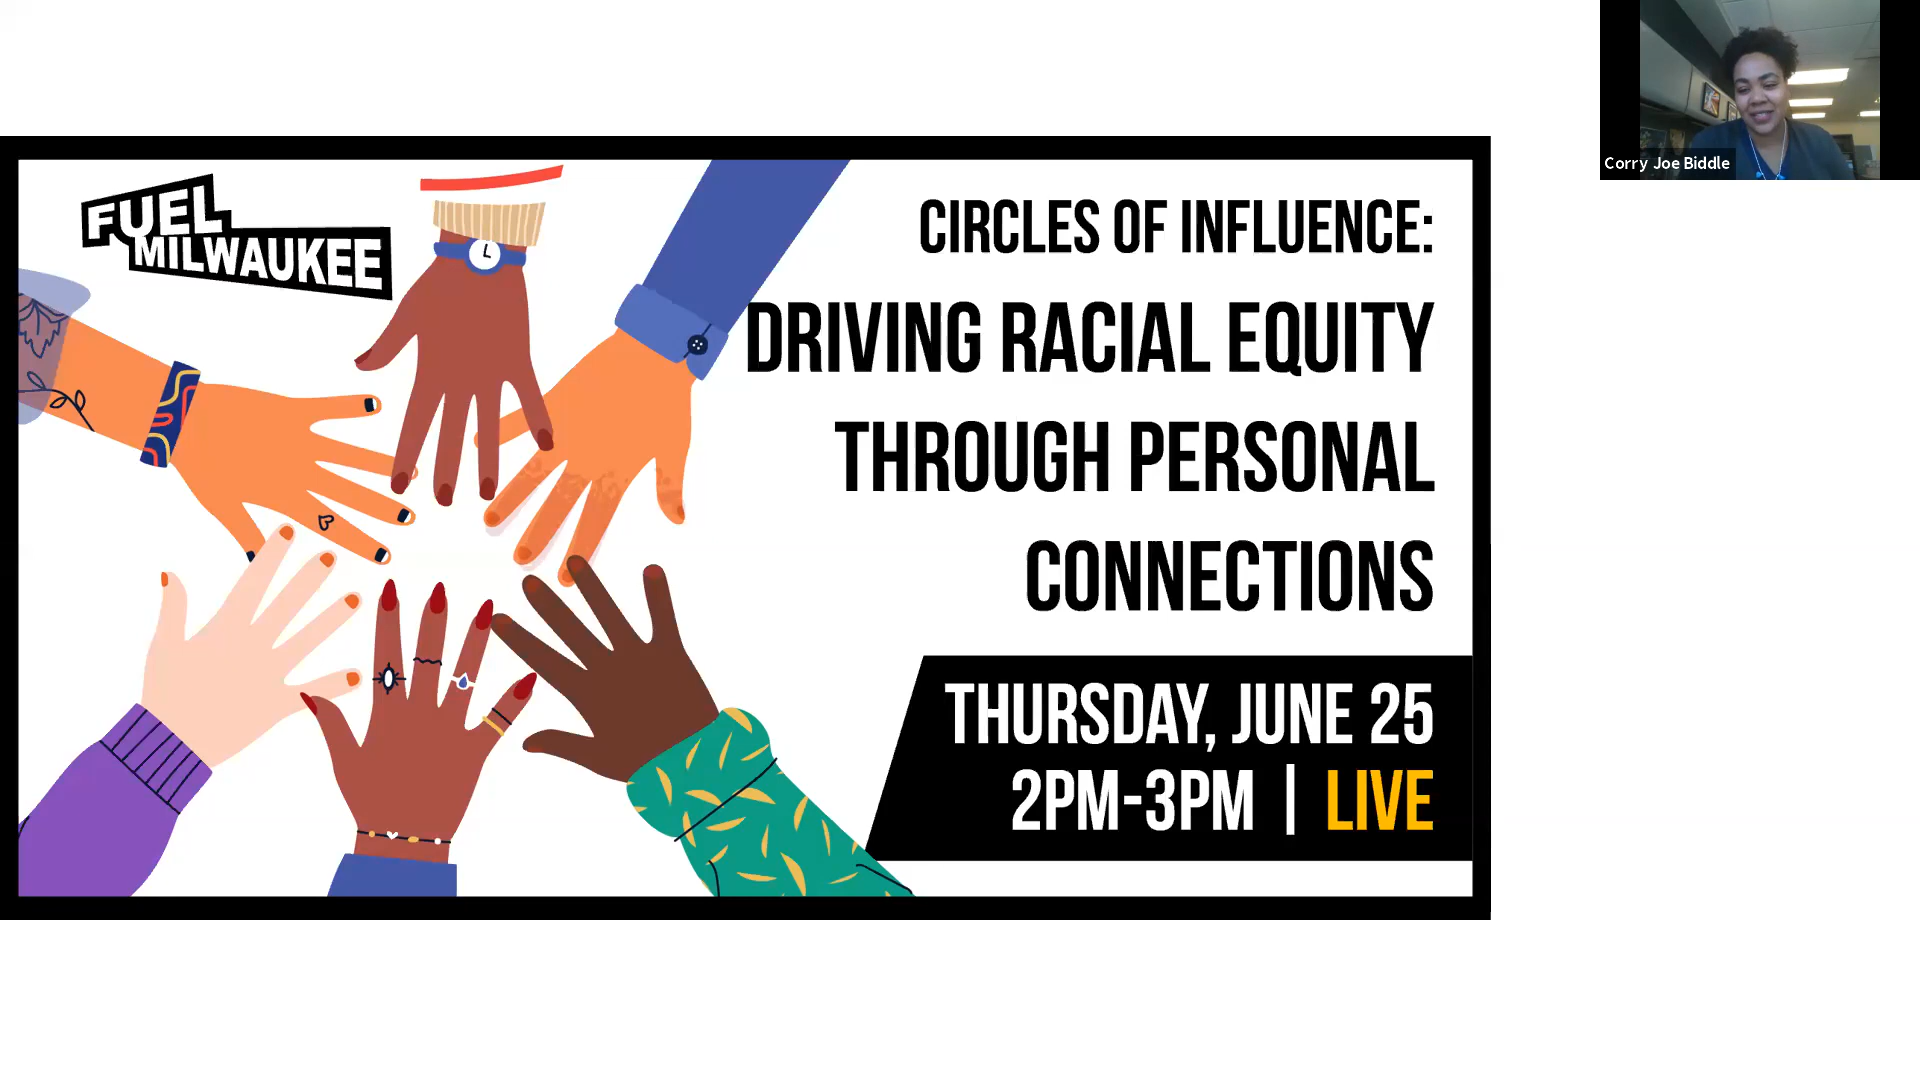 FUEL
MILWAUKEE
CIRCLES OF INFLUENCE:
DRIVING RACIAL EQUITY
THROUGH PERSONAL
CONNECTIONS
THURSDAY, JUNE 25
2PM-3PM | LIVE
Corry Joe Biddle